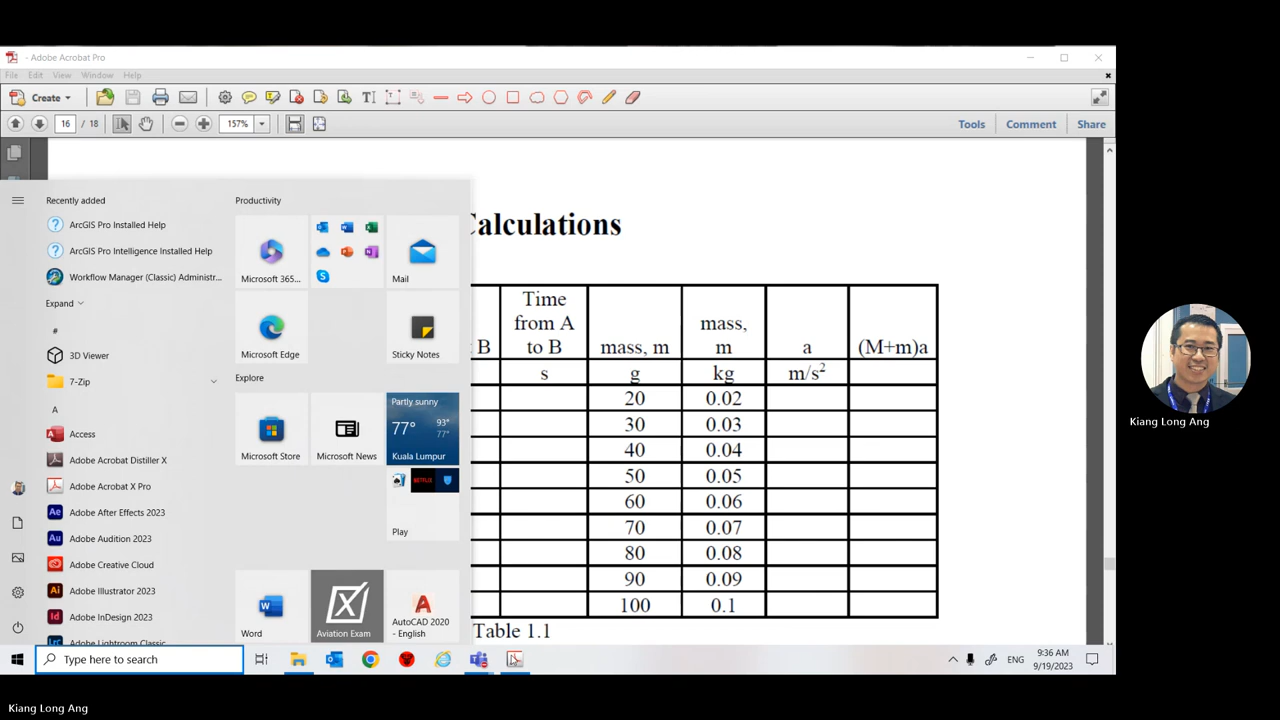 - Adobe Acrobat Pro
File Edit View Window Help
Create
16 / 18 157% Tools Comment Share
Recently added
ArcGIS Pro Installed Help
ArcGIS Pro Intelligence Installed Help
Workflow Manager (Classic) Administr...
Expand
#
3D Viewer
7-Zip
A
Access
Adobe Acrobat Distiller X
Adobe Acrobat X Pro
Adobe After Effects 2023
Adobe Audition 2023
Adobe Creative Cloud
Adobe Illustrator 2023
Adobe InDesign 2023
Adobe Lightroom Classic
Productivity
Microsoft 365...
Mail
Microsoft Edge
Sticky Notes
Explore
Microsoft Store
Microsoft News
Partly sunny
77° 93° 77°
Kuala Lumpur
NETFLIX
Play
Word
Aviation Exam
AutoCAD 2020 - English
Calculations
B
Time from A to B
mass, m
mass, m
a
(M+m)a
s g kg m/s²
20 0.02
30 0.03
40 0.04
50 0.05
60 0.06
70 0.07
80 0.08
90 0.09
100 0.1
Table 1.1
Type here to search
ENG
9:36 AM
9/19/2023
Kiang Long Ang
Kiang Long Ang